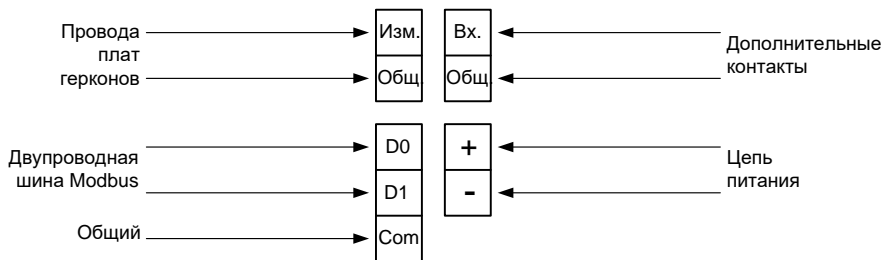 Провода
плат
герконов
Изм.
Общ.
Вх.
Общ.
Дополнительные
контакты
Двупроводная
шина Modbus
Общий
D0
D1
Com
+
-
Цепь
питания